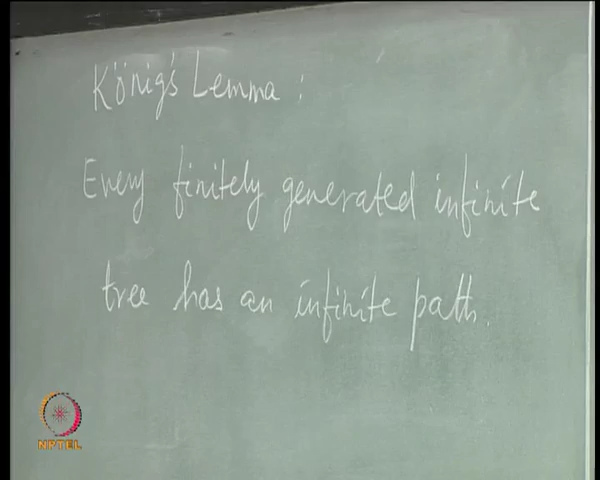 König's Lemma :
Every finitely generated infinite
tree has an infinite path.
NPTEL